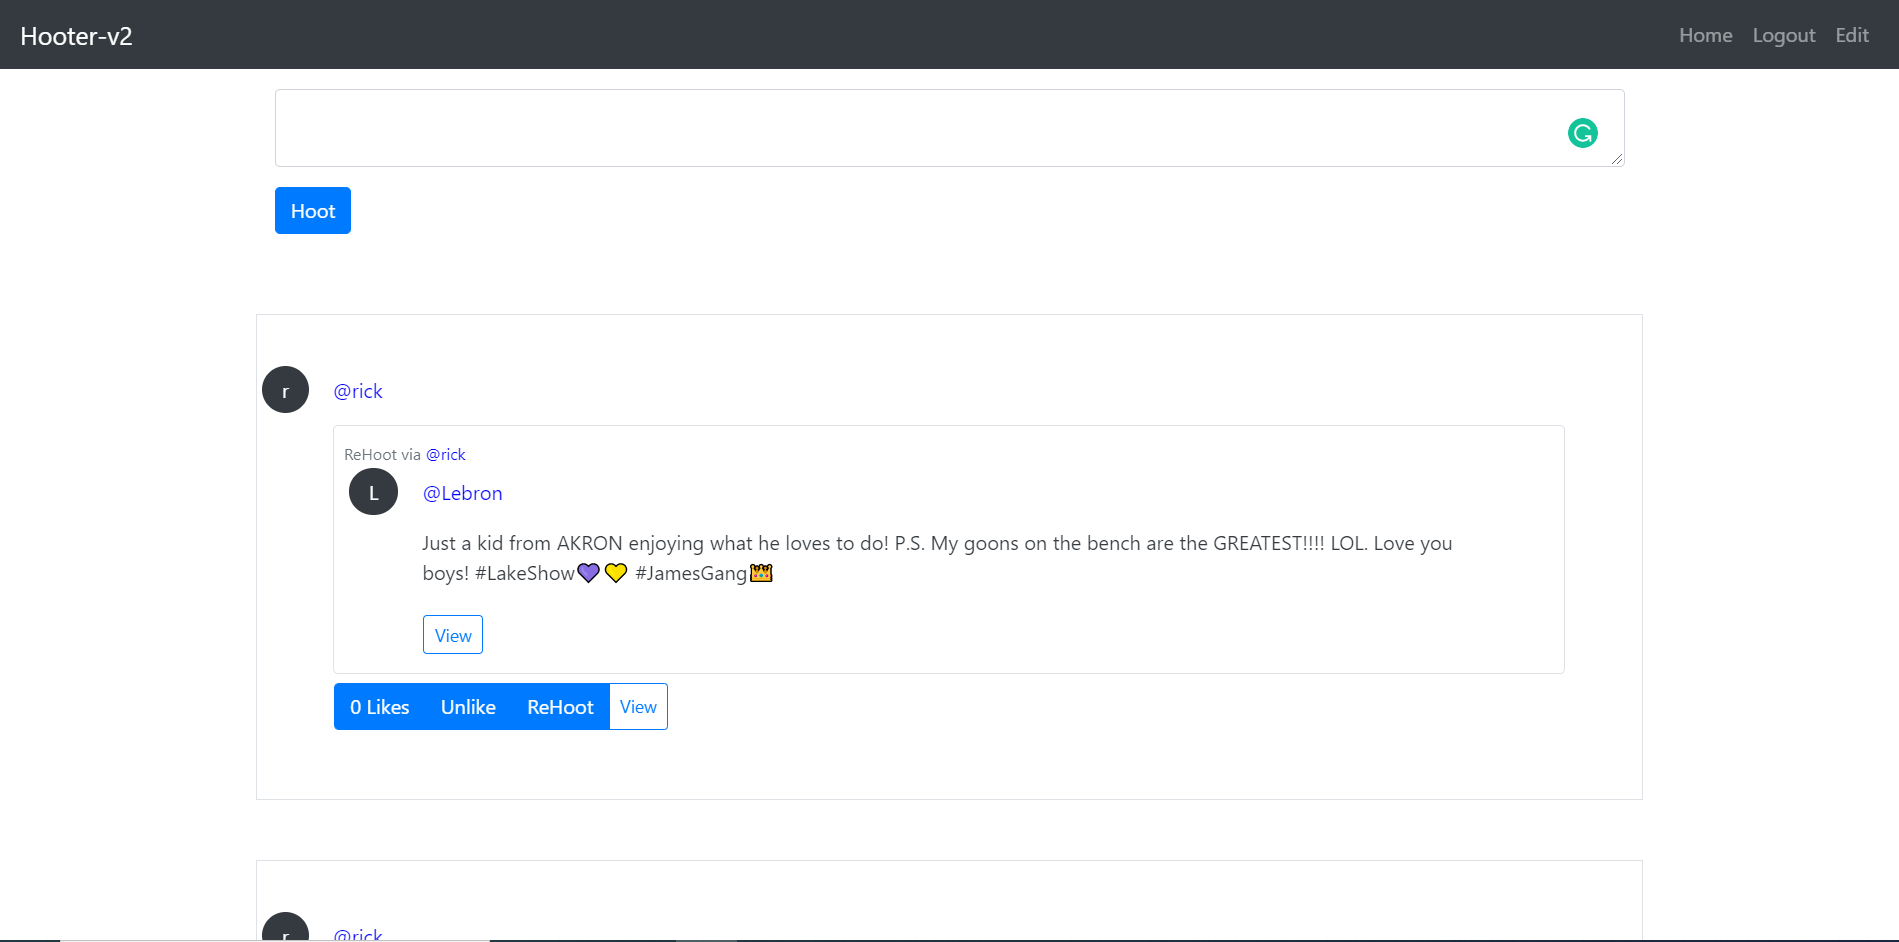 Hooter-v2 Home Logout Edit
Hoot
r @rick
ReHoot via @rick
L @Lebron
Just a kid from AKRON enjoying what he loves to do! P.S. My goons on the bench are the GREATEST!!!! LOL. Love you
boys! #LakeShow💜💛 #JamesGang👑
View
0 Likes Unlike ReHoot View
r @rick